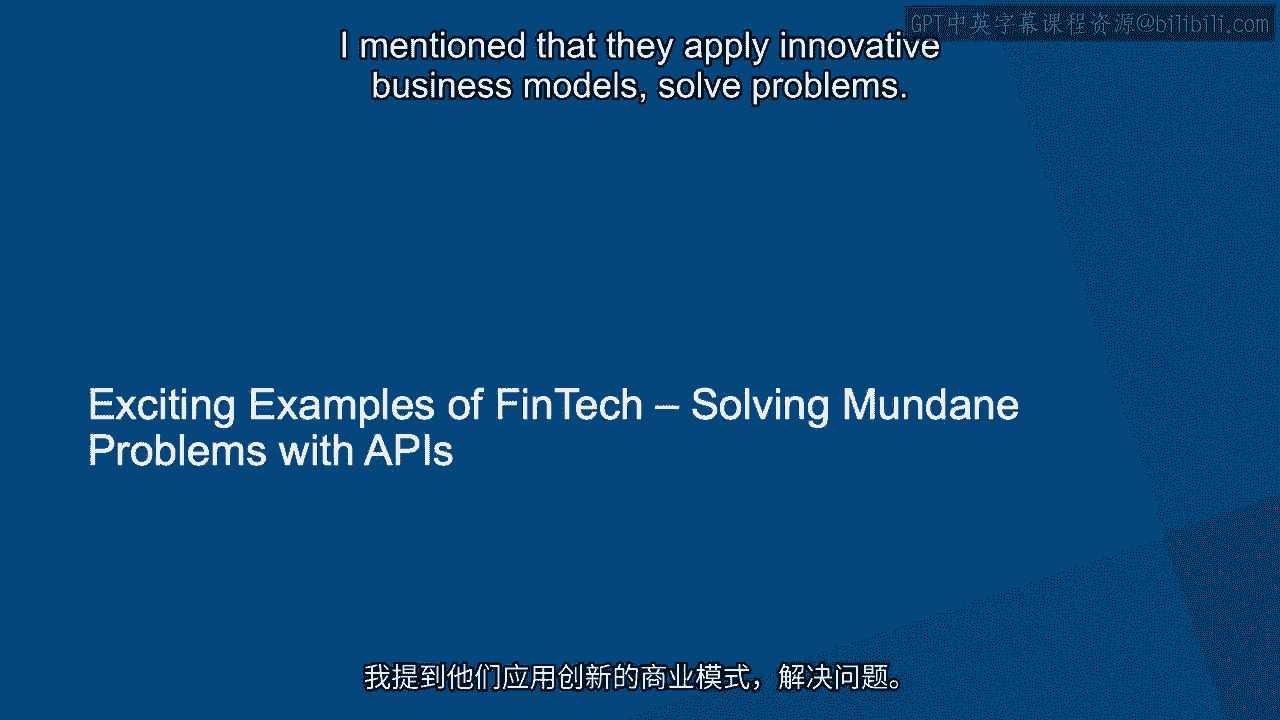 GPT中英字幕课程资源@bilibili.com
I mentioned that they apply innovative
business models, solve problems.
Exciting Examples of FinTech – Solving Mundane
Problems with APIs
我提到他们应用创新的商业模式，解决问题。